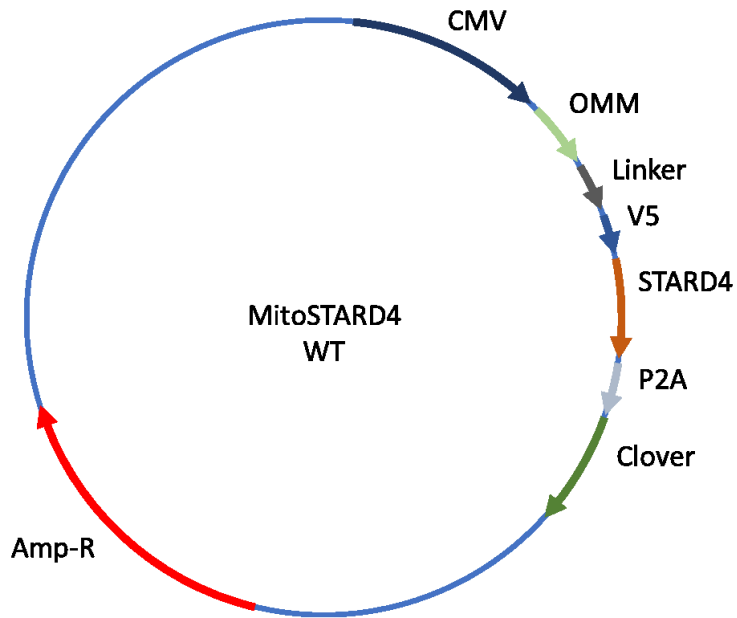 CMV
OMM
Linker
V5
STARD4
MitoSTARD4
WT
P2A
Clover
Amp-R